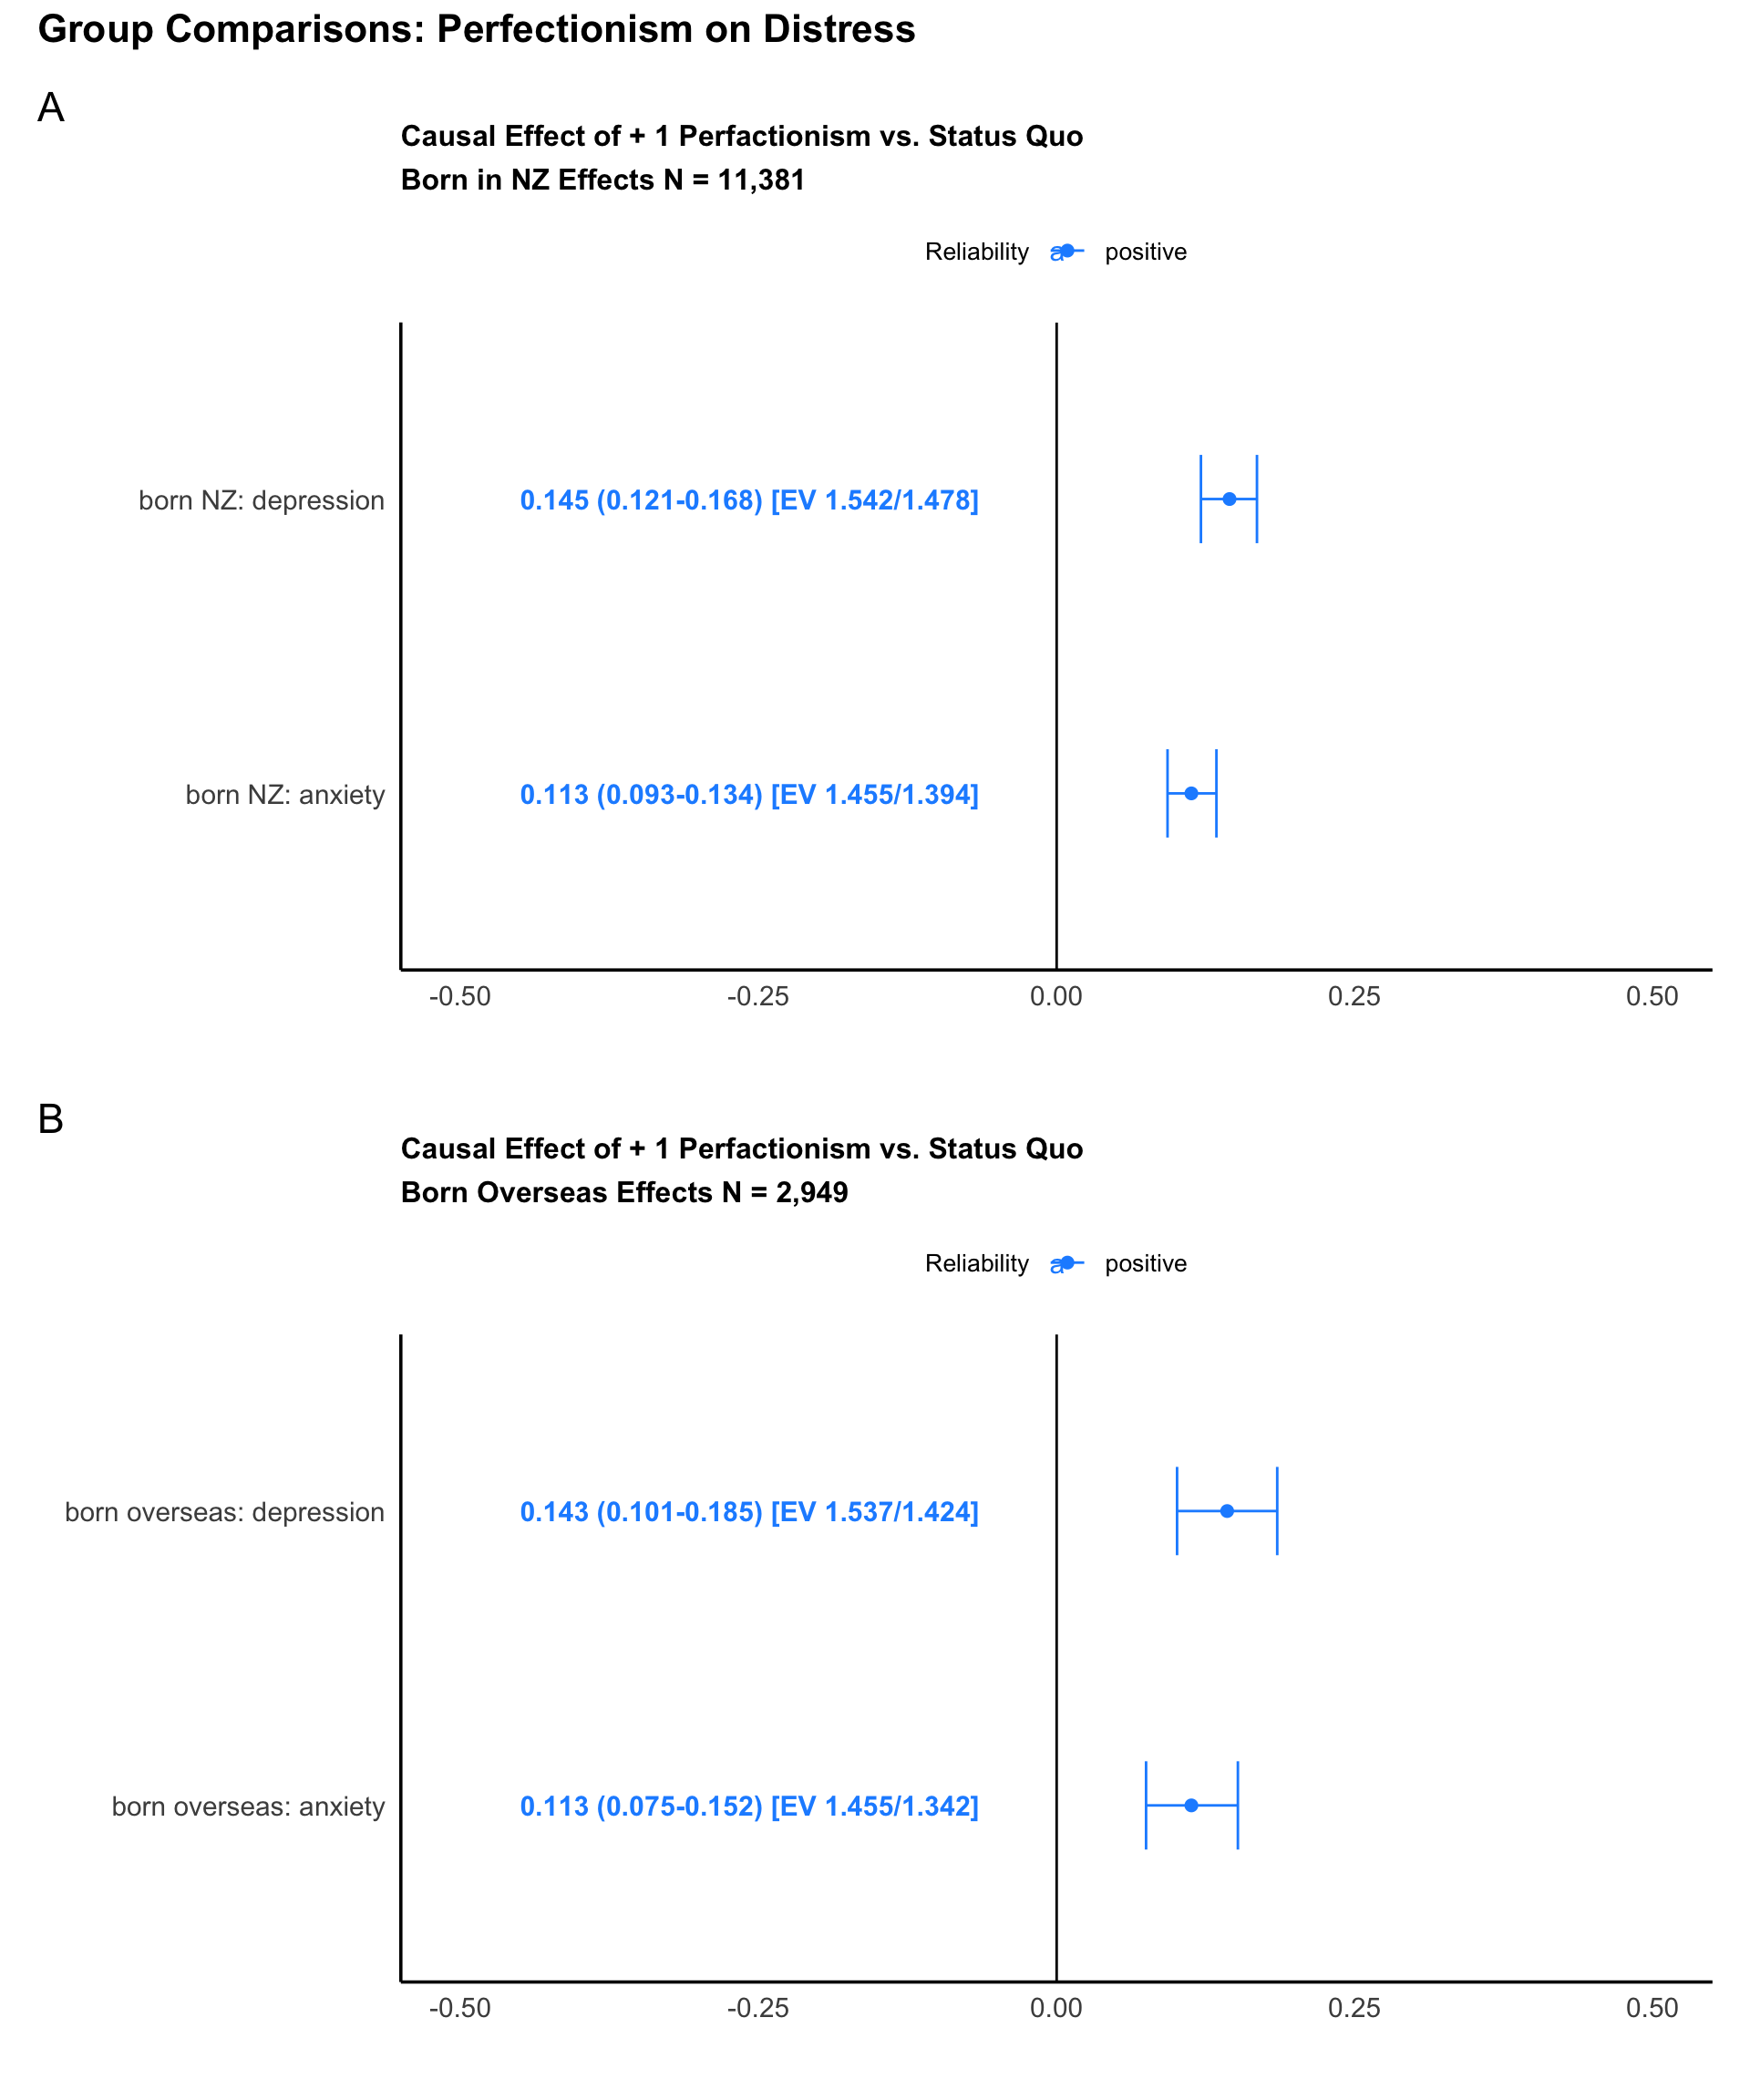 Group Comparisons: Perfectionism on Distress
A
Causal Effect of + 1 Perfactionism vs. Status Quo
Born in NZ Effects N = 11,381
Reliability a positive
born NZ: depression 0.145 (0.121-0.168) [EV 1.542/1.478]
born NZ: anxiety 0.113 (0.093-0.134) [EV 1.455/1.394]
-0.50 -0.25 0.00 0.25 0.50
B
Causal Effect of + 1 Perfactionism vs. Status Quo
Born Overseas Effects N = 2,949
Reliability a positive
born overseas: depression 0.143 (0.101-0.185) [EV 1.537/1.424]
born overseas: anxiety 0.113 (0.075-0.152) [EV 1.455/1.342]
-0.50 -0.25 0.00 0.25 0.50